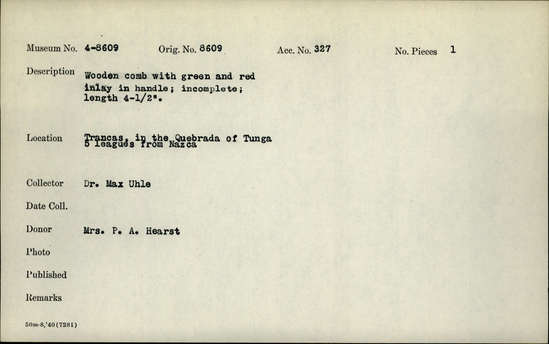 Museum No. 4-8609 Orig. No. 8609 Acc. No. 327 No. Pieces 1
Description Wooden comb with green and red
inlay in handle; incomplete;
length 4-1/2".
Location Trancas, in the Quebrada of Tunga
5 leagues from Nazca
Collector Dr. Max Uhle
Date Coll.
Donor Mrs. P. A. Hearst
Photo
Published
Remarks
50m-8,'40(7281)